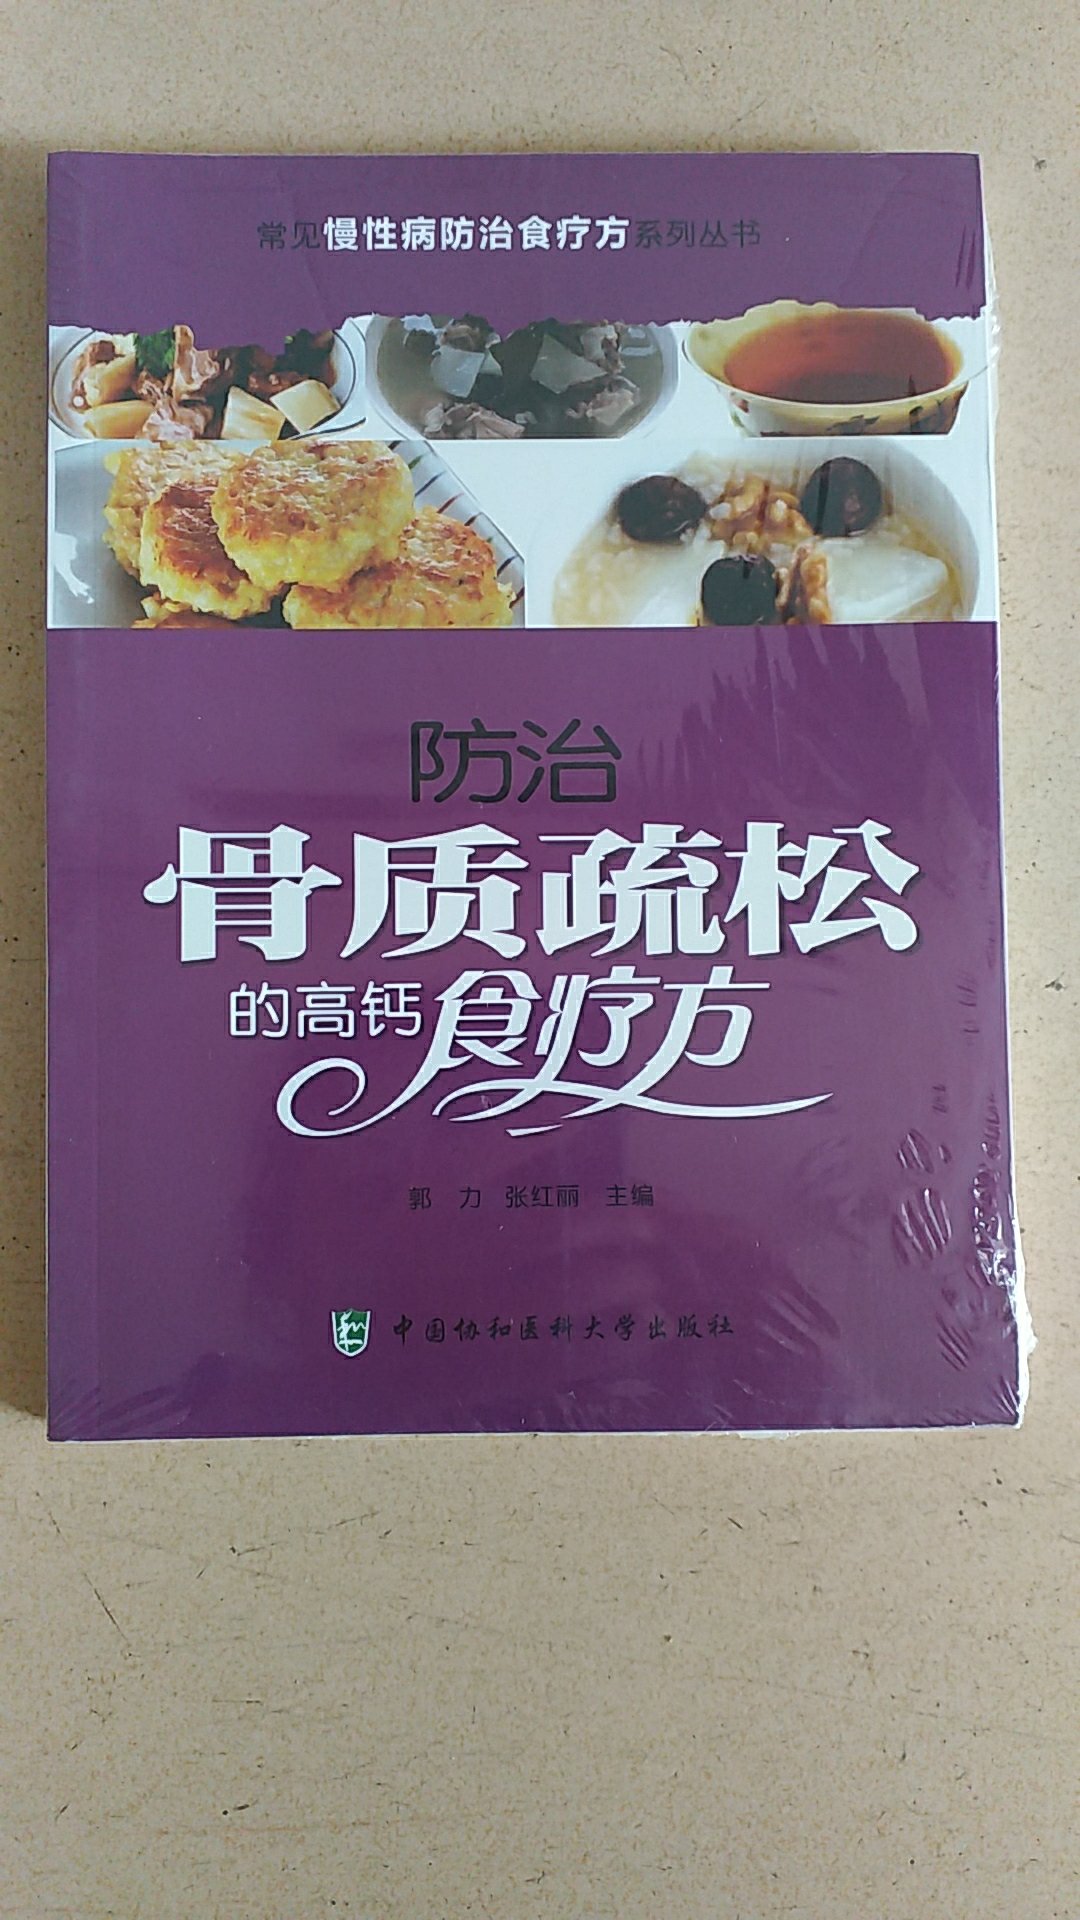 常见慢性病防治食疗方系列丛书
防治
骨质疏松
的高钙食疗方
郭 力 张红丽 主编
中国协和医科大学出版社